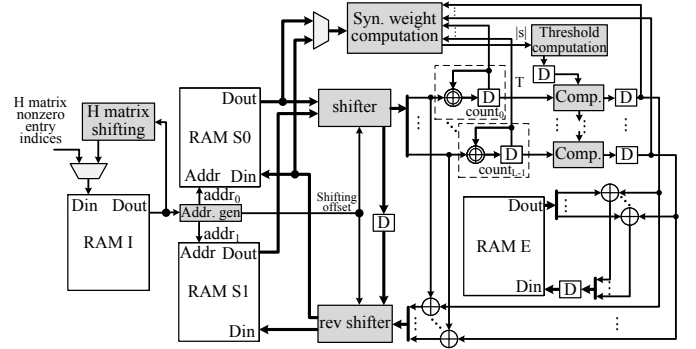 Syn. weight
computation
|s|
Threshold
computation
D
T
H matrix
nonzero
entry
indices
H matrix
shifting
Dout
RAM S0
Addr Din
shifter
D
count0
D
countL-1
Comp.
D
Comp.
D
Din Dout
RAM I
addr0
Addr. gen
addr1
Shifting
offset
D
Addr Dout
RAM S1
Din
rev shifter
Dout
RAM E
Din
D